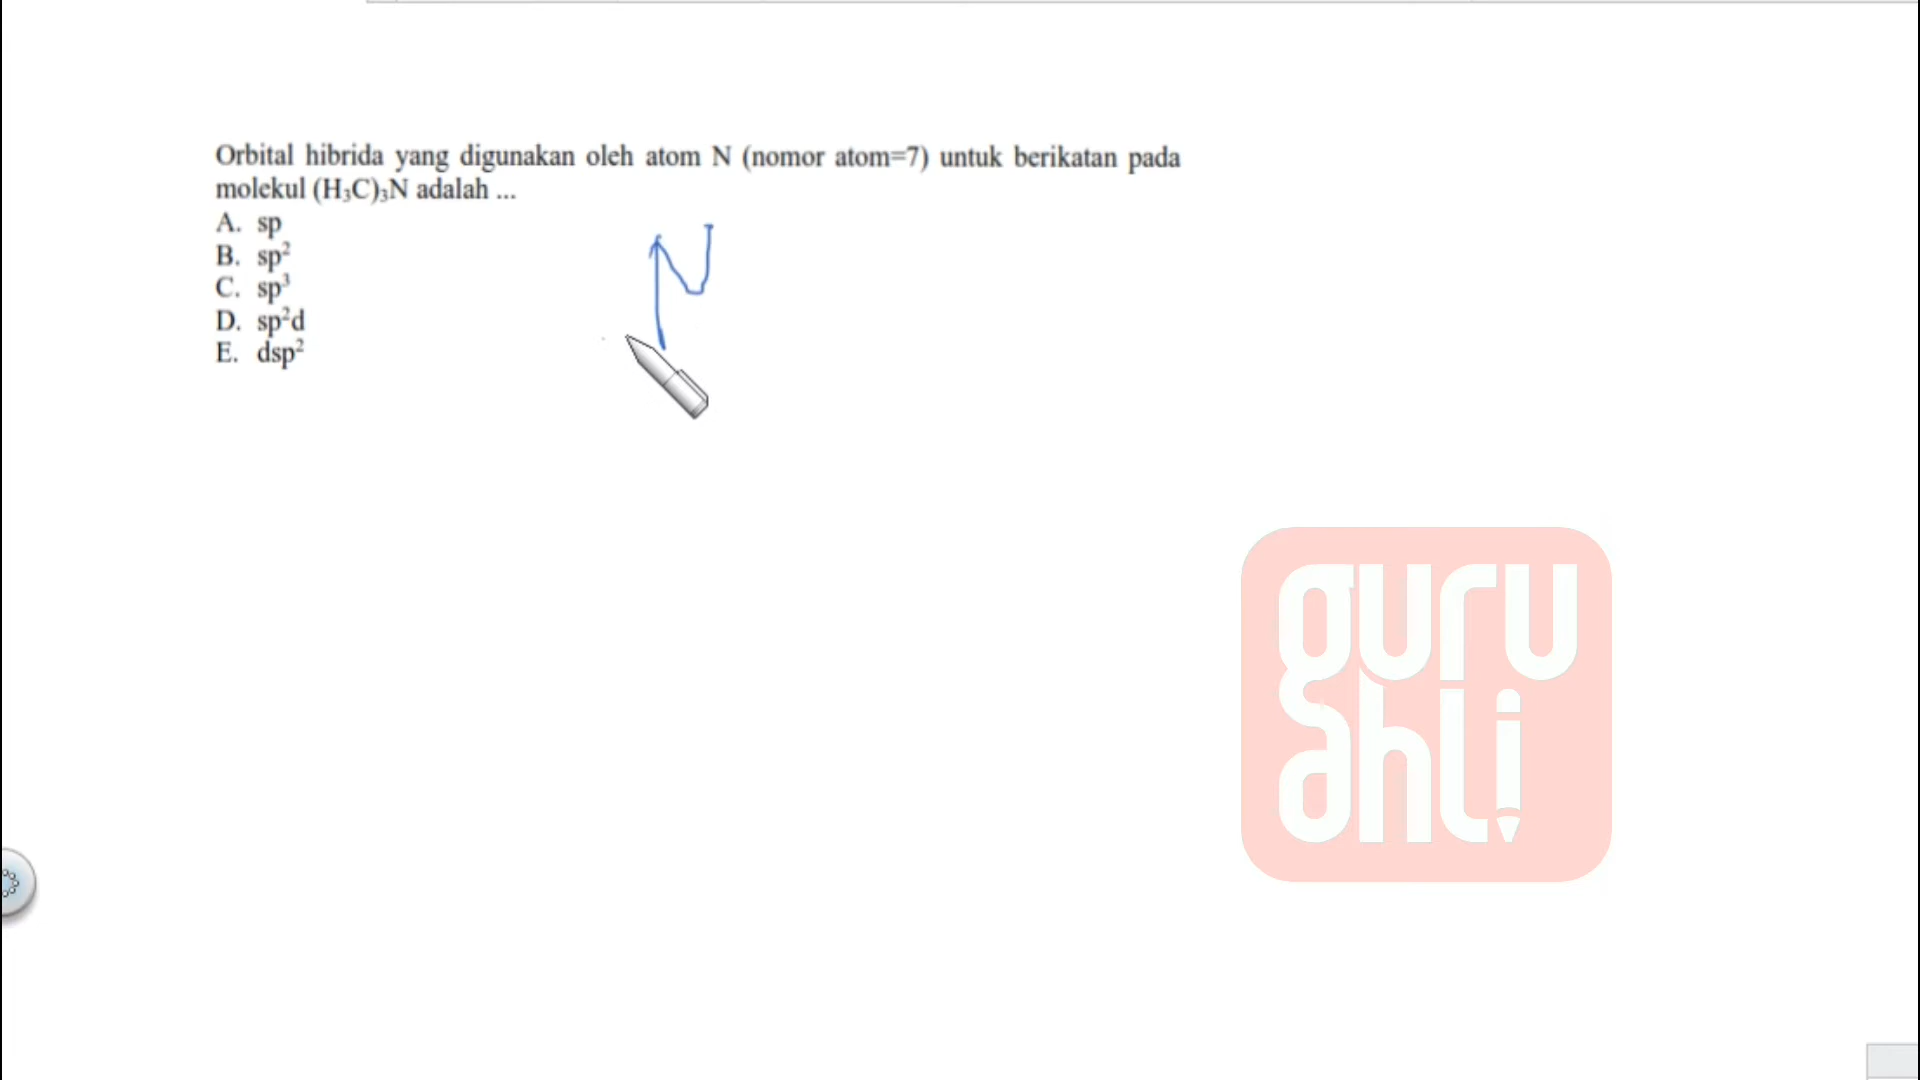 Orbital hibrida yang digunakan oleh atom N (nomor atom=7) untuk berikatan pada
molekul (H₃C)₃N adalah ...
A. sp
B. sp²
C. sp³
D. sp²d
E. dsp²
N
guru
ahli